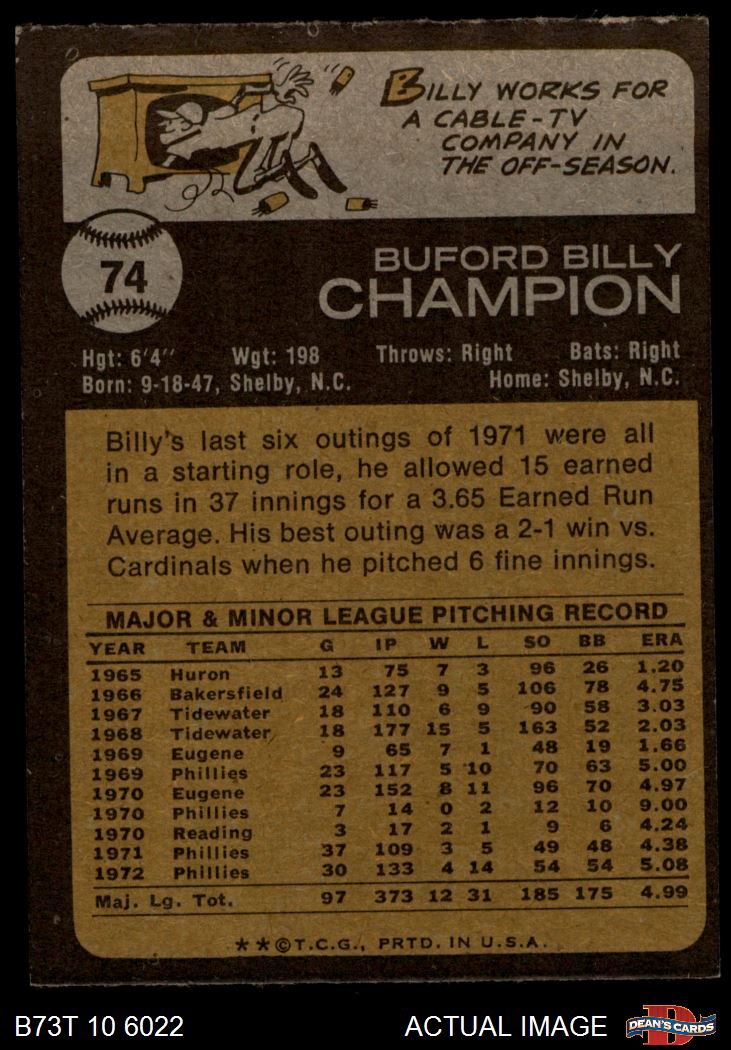 BILLY WORKS FOR
A CABLE-TV
COMPANY IN
THE OFF-SEASON.
74
BUFORD BILLY
CHAMPION
Hgt: 6'4" Wgt: 198 Throws: Right Bats: Right
Born: 9-18-47, Shelby, N.C. Home: Shelby, N.C.
Billy's last six outings of 1971 were all
in a starting role, he allowed 15 earned
runs in 37 innings for a 3.65 Earned Run
Average. His best outing was a 2-1 win vs.
Cardinals when he pitched 6 fine innings.
MAJOR & MINOR LEAGUE PITCHING RECORD
YEAR TEAM G IP W L SO BB ERA
1965 Huron 13 75 7 3 96 26 1.20
1966 Bakersfield 24 127 9 5 106 78 4.75
1967 Tidewater 18 110 6 9 90 58 3.03
1968 Tidewater 18 177 15 5 163 52 2.03
1969 Eugene 9 65 7 1 48 19 1.66
1969 Phillies 23 117 5 10 70 63 5.00
1970 Eugene 23 152 8 11 96 70 4.97
1970 Phillies 7 14 0 2 12 10 9.00
1970 Reading 3 17 2 1 9 6 4.24
1971 Phillies 37 109 3 5 49 48 4.38
1972 Phillies 30 133 4 14 54 54 5.08
Maj. Lg. Tot. 97 373 12 31 185 175 4.99
**©T.C.G., PRTD. IN U.S.A.
B73T 10 6022 ACTUAL IMAGE DEAN'S CARDS